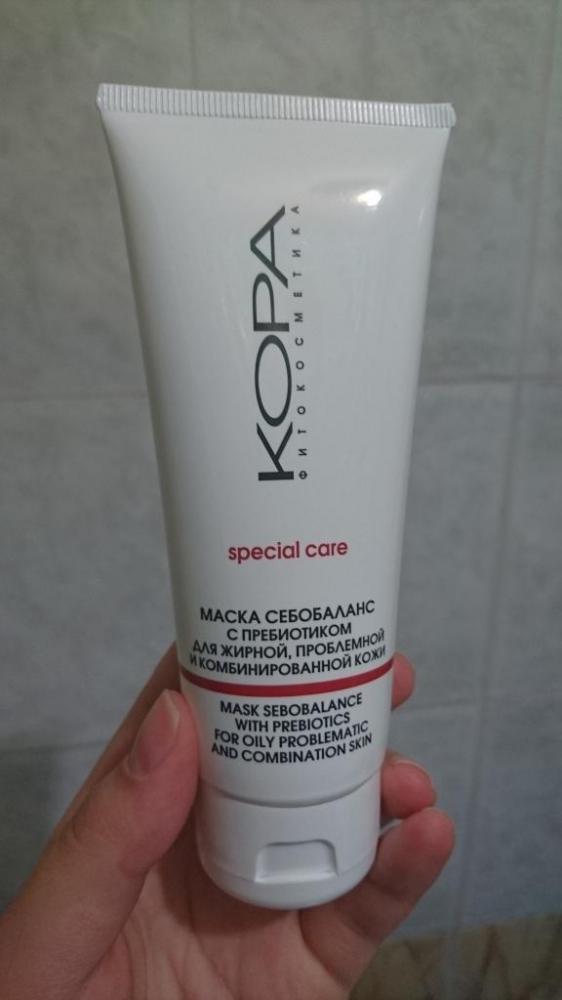 КОРА
ФИТОКОСМЕТИКА
special care
МАСКА СЕБОБАЛАНС
С ПРЕБИОТИКОМ
ДЛЯ ЖИРНОЙ, ПРОБЛЕМНОЙ
И КОМБИНИРОВАННОЙ КОЖИ
MASK SEBOBALANCE
WITH PREBIOTICS
FOR OILY PROBLEMATIC
AND COMBINATION SKIN